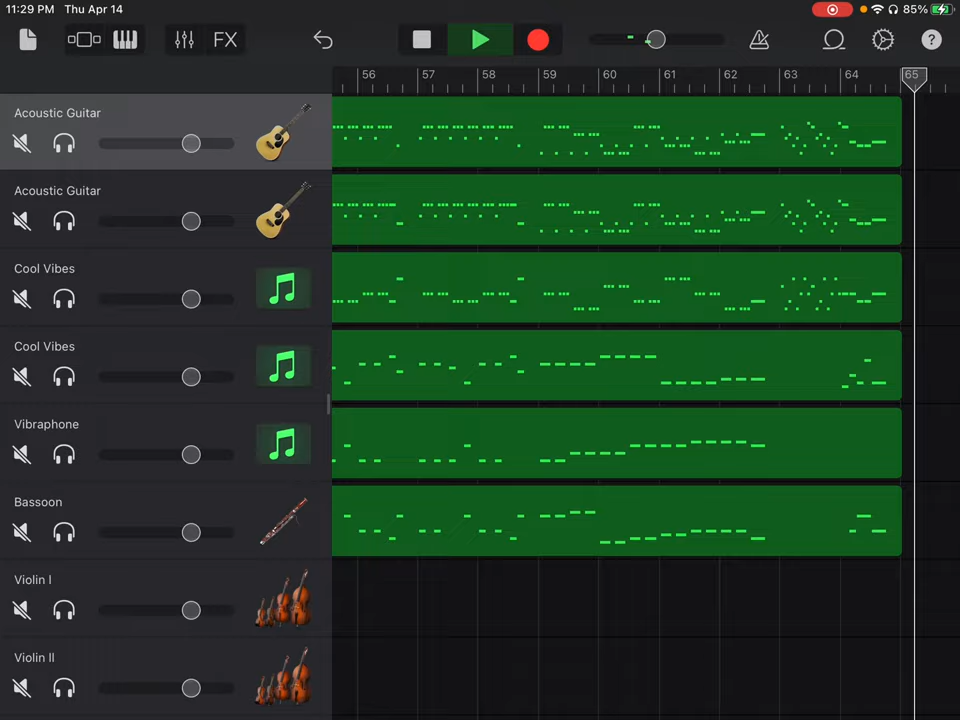 11:29 PM Thu Apr 14 85%
FX ?
56 57 58 59 60 61 62 63 64 65
Acoustic Guitar
Acoustic Guitar
Cool Vibes
Cool Vibes
Vibraphone
Bassoon
Violin I
Violin II